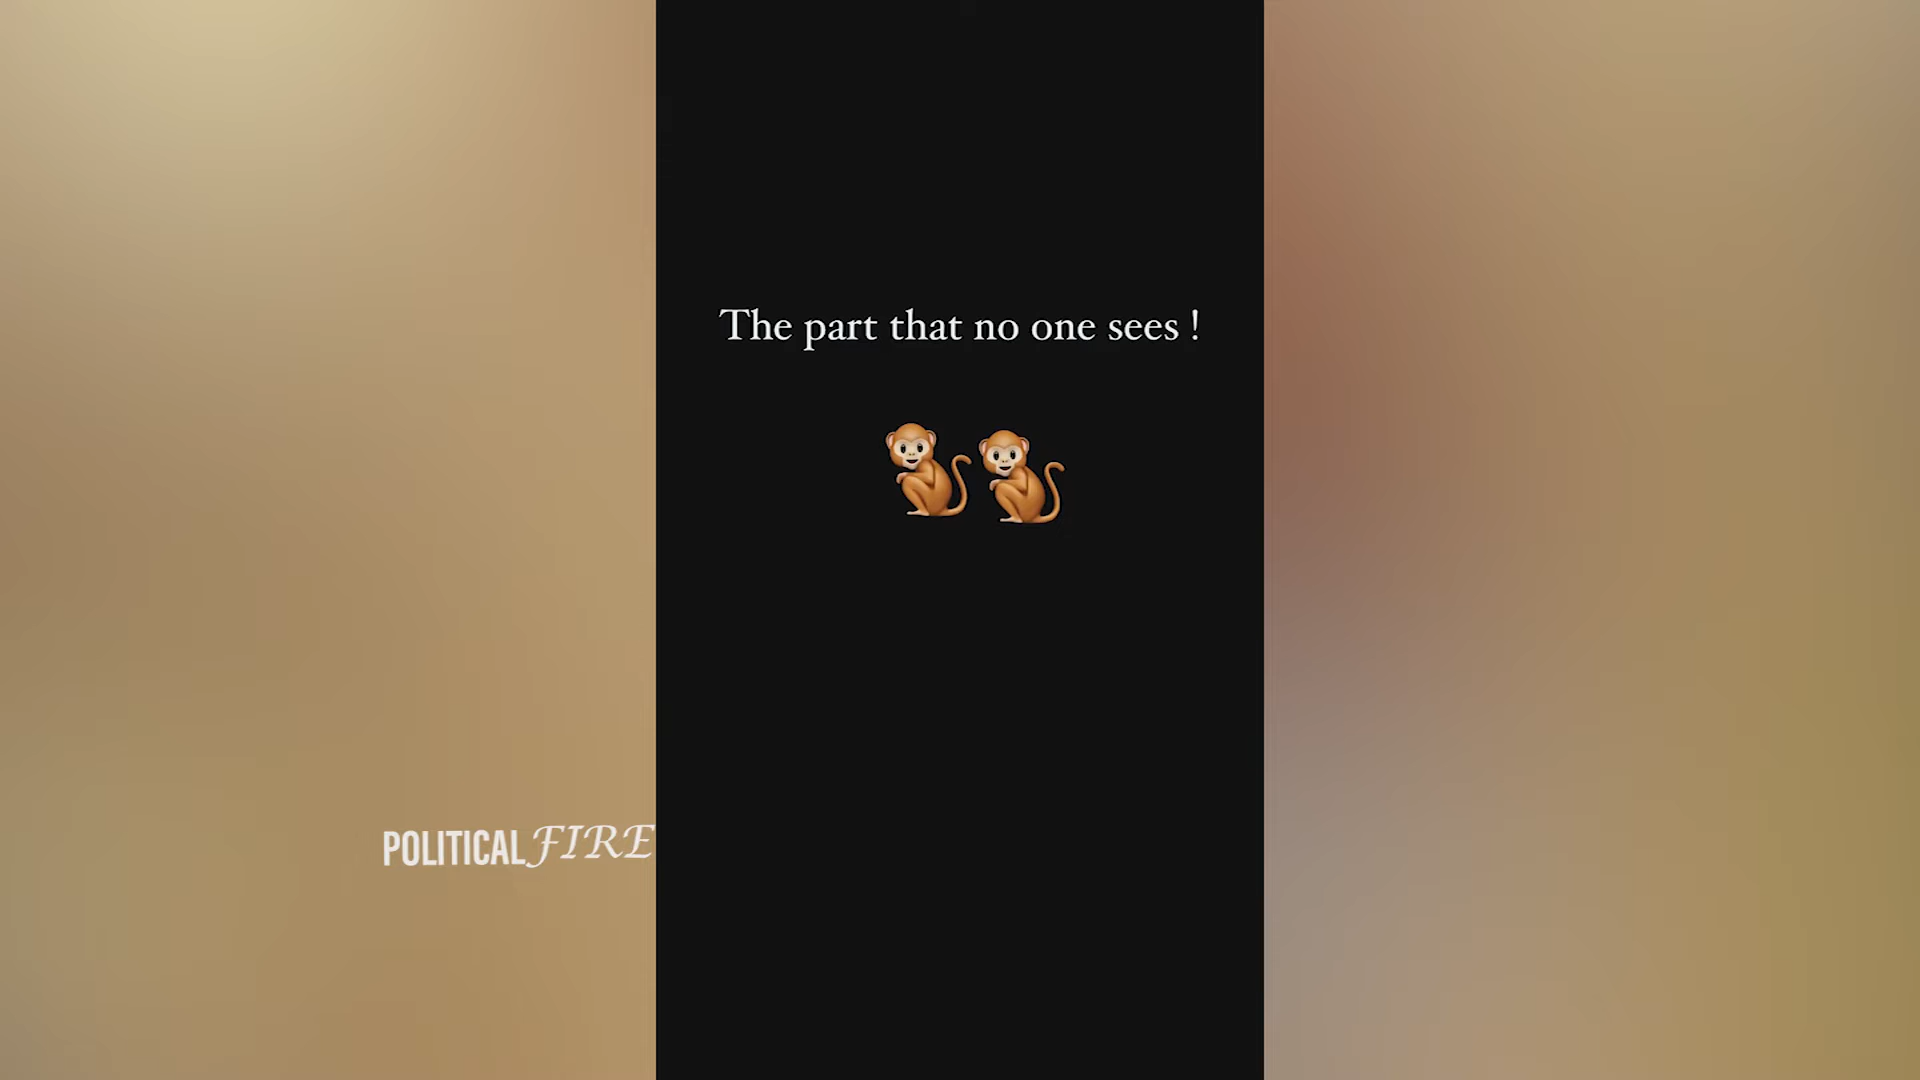 The part that no one sees !
POLITICAL FIRE